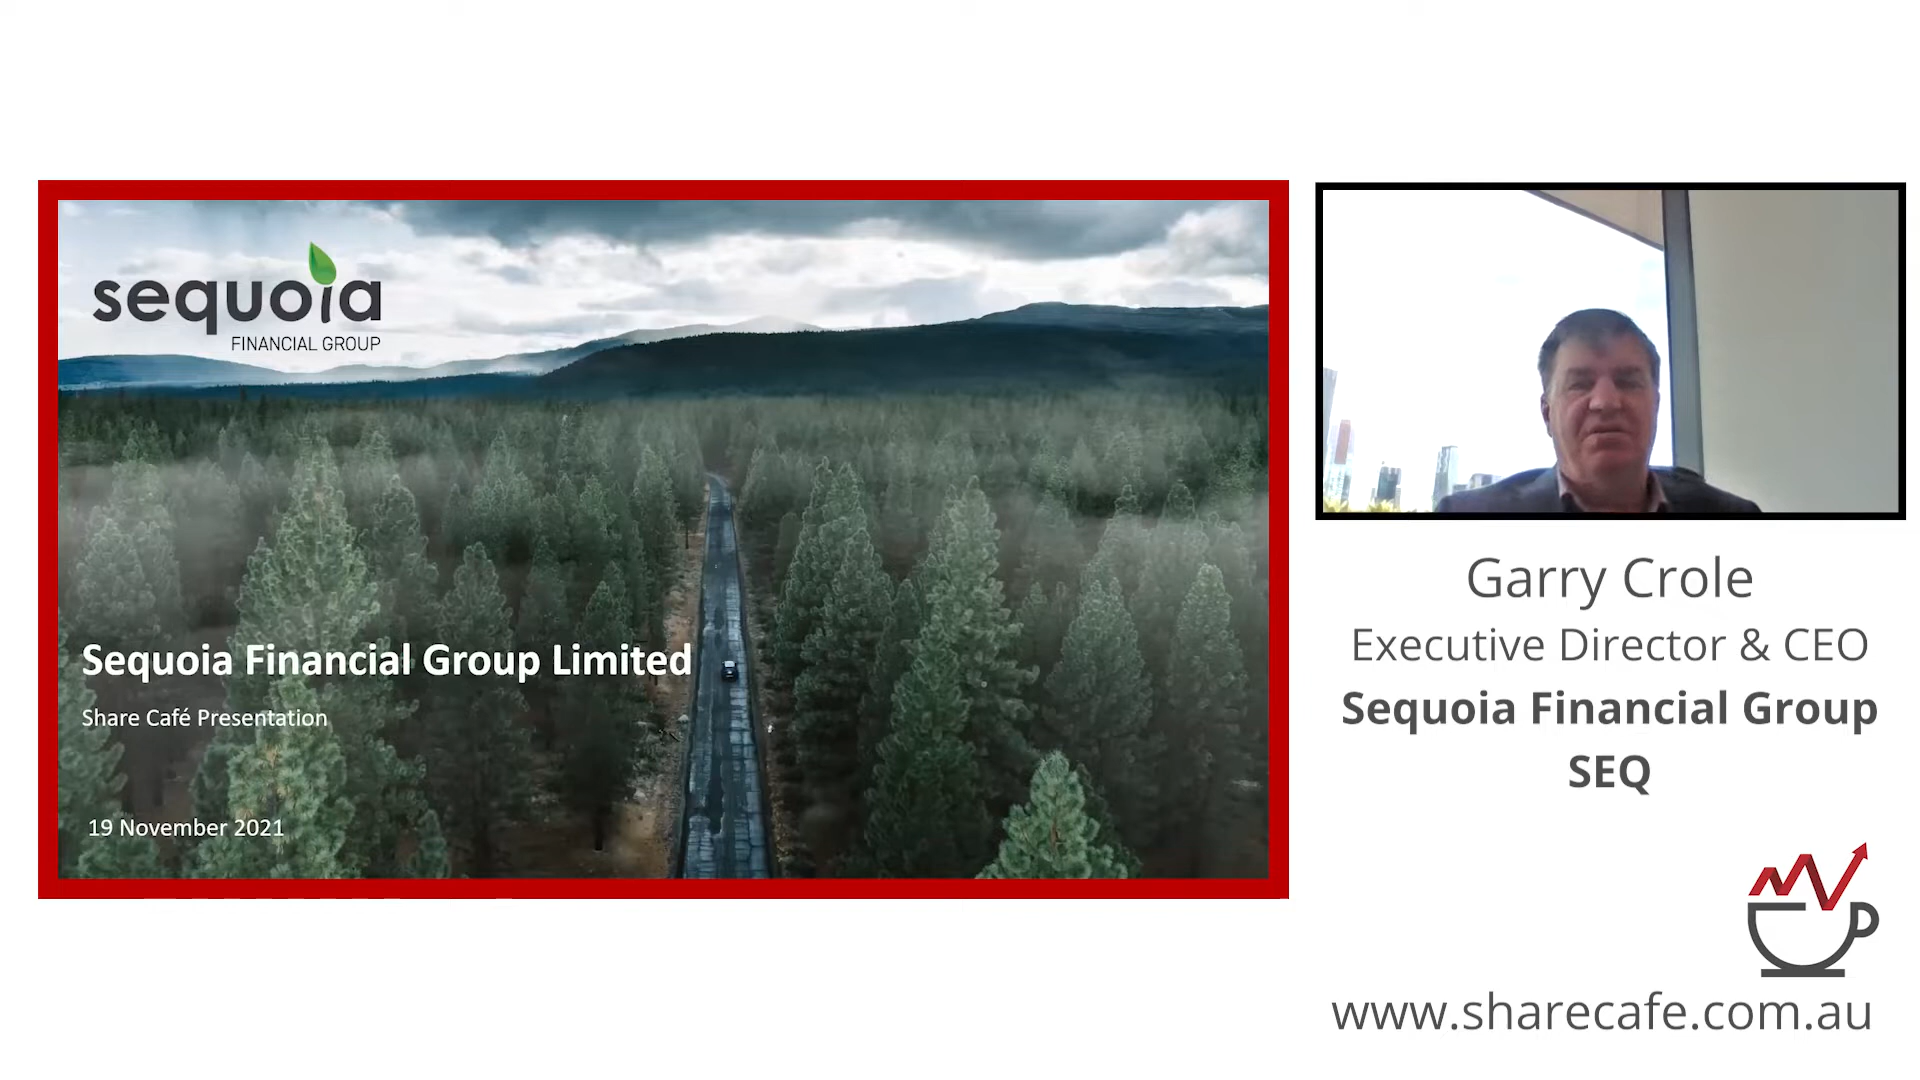 sequoia
FINANCIAL GROUP
Sequoia Financial Group Limited
Share Café Presentation
19 November 2021
Garry Crole
Executive Director & CEO
Sequoia Financial Group
SEQ
www.sharecafe.com.au